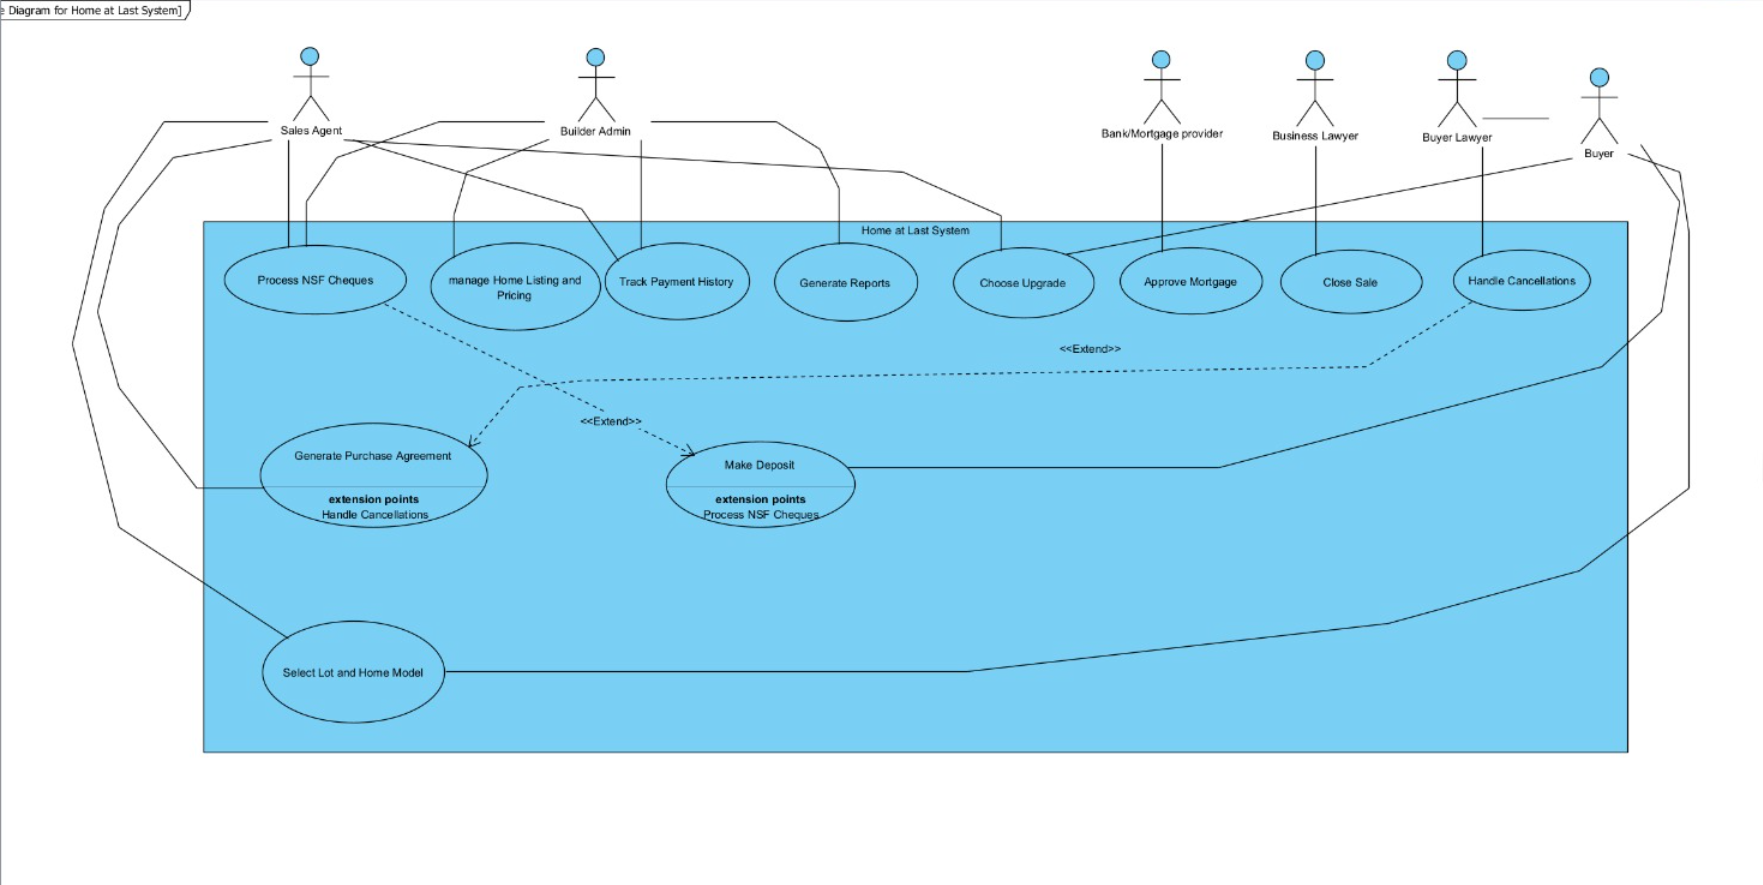 e Diagram for Home at Last System]
Sales Agent
Builder Admin
Bank/Mortgage provider
Business Lawyer
Buyer Lawyer
Buyer
Home at Last System
Process NSF Cheques
manage Home Listing and
Pricing
Track Payment History
Generate Reports
Choose Upgrade
Approve Mortgage
Close Sale
Handle Cancellations
<<Extend>>
<<Extend>>
Generate Purchase Agreement
extension points
Handle Cancellations
Make Deposit
extension points
Process NSF Cheques
Select Lot and Home Model